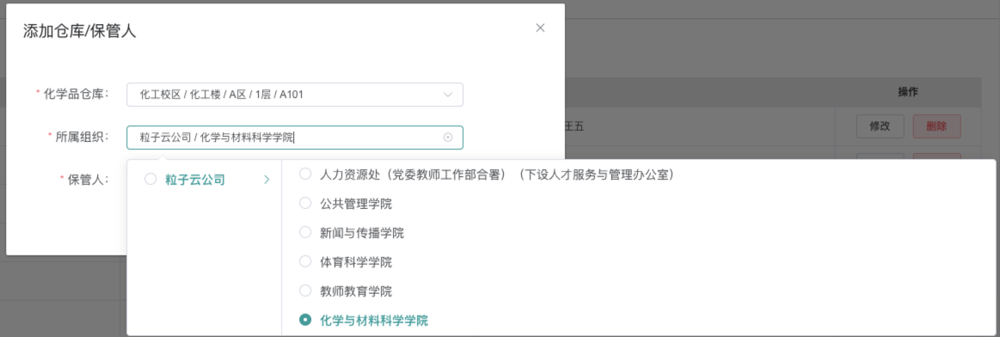 添加仓库/保管人
操作
* 化学品仓库: 化工校区 / 化工楼 / A区 / 1层 / A101
王五 修改 删除
* 所属组织: 粒子云公司 / 化学与材料科学学院
* 保管人:
粒子云公司
人力资源处（党委教师工作部合署）（下设人才服务与管理办公室）
公共管理学院
新闻与传播学院
体育科学学院
教师教育学院
化学与材料科学学院